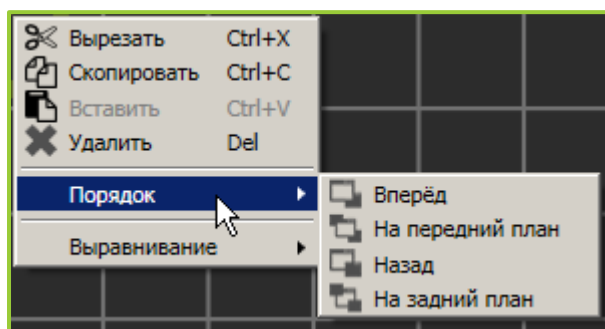 Вырезать Ctrl+X
Скопировать Ctrl+C
Вставить Ctrl+V
Удалить Del
Порядок
Вперёд
На передний план
Выравнивание
Назад
На задний план